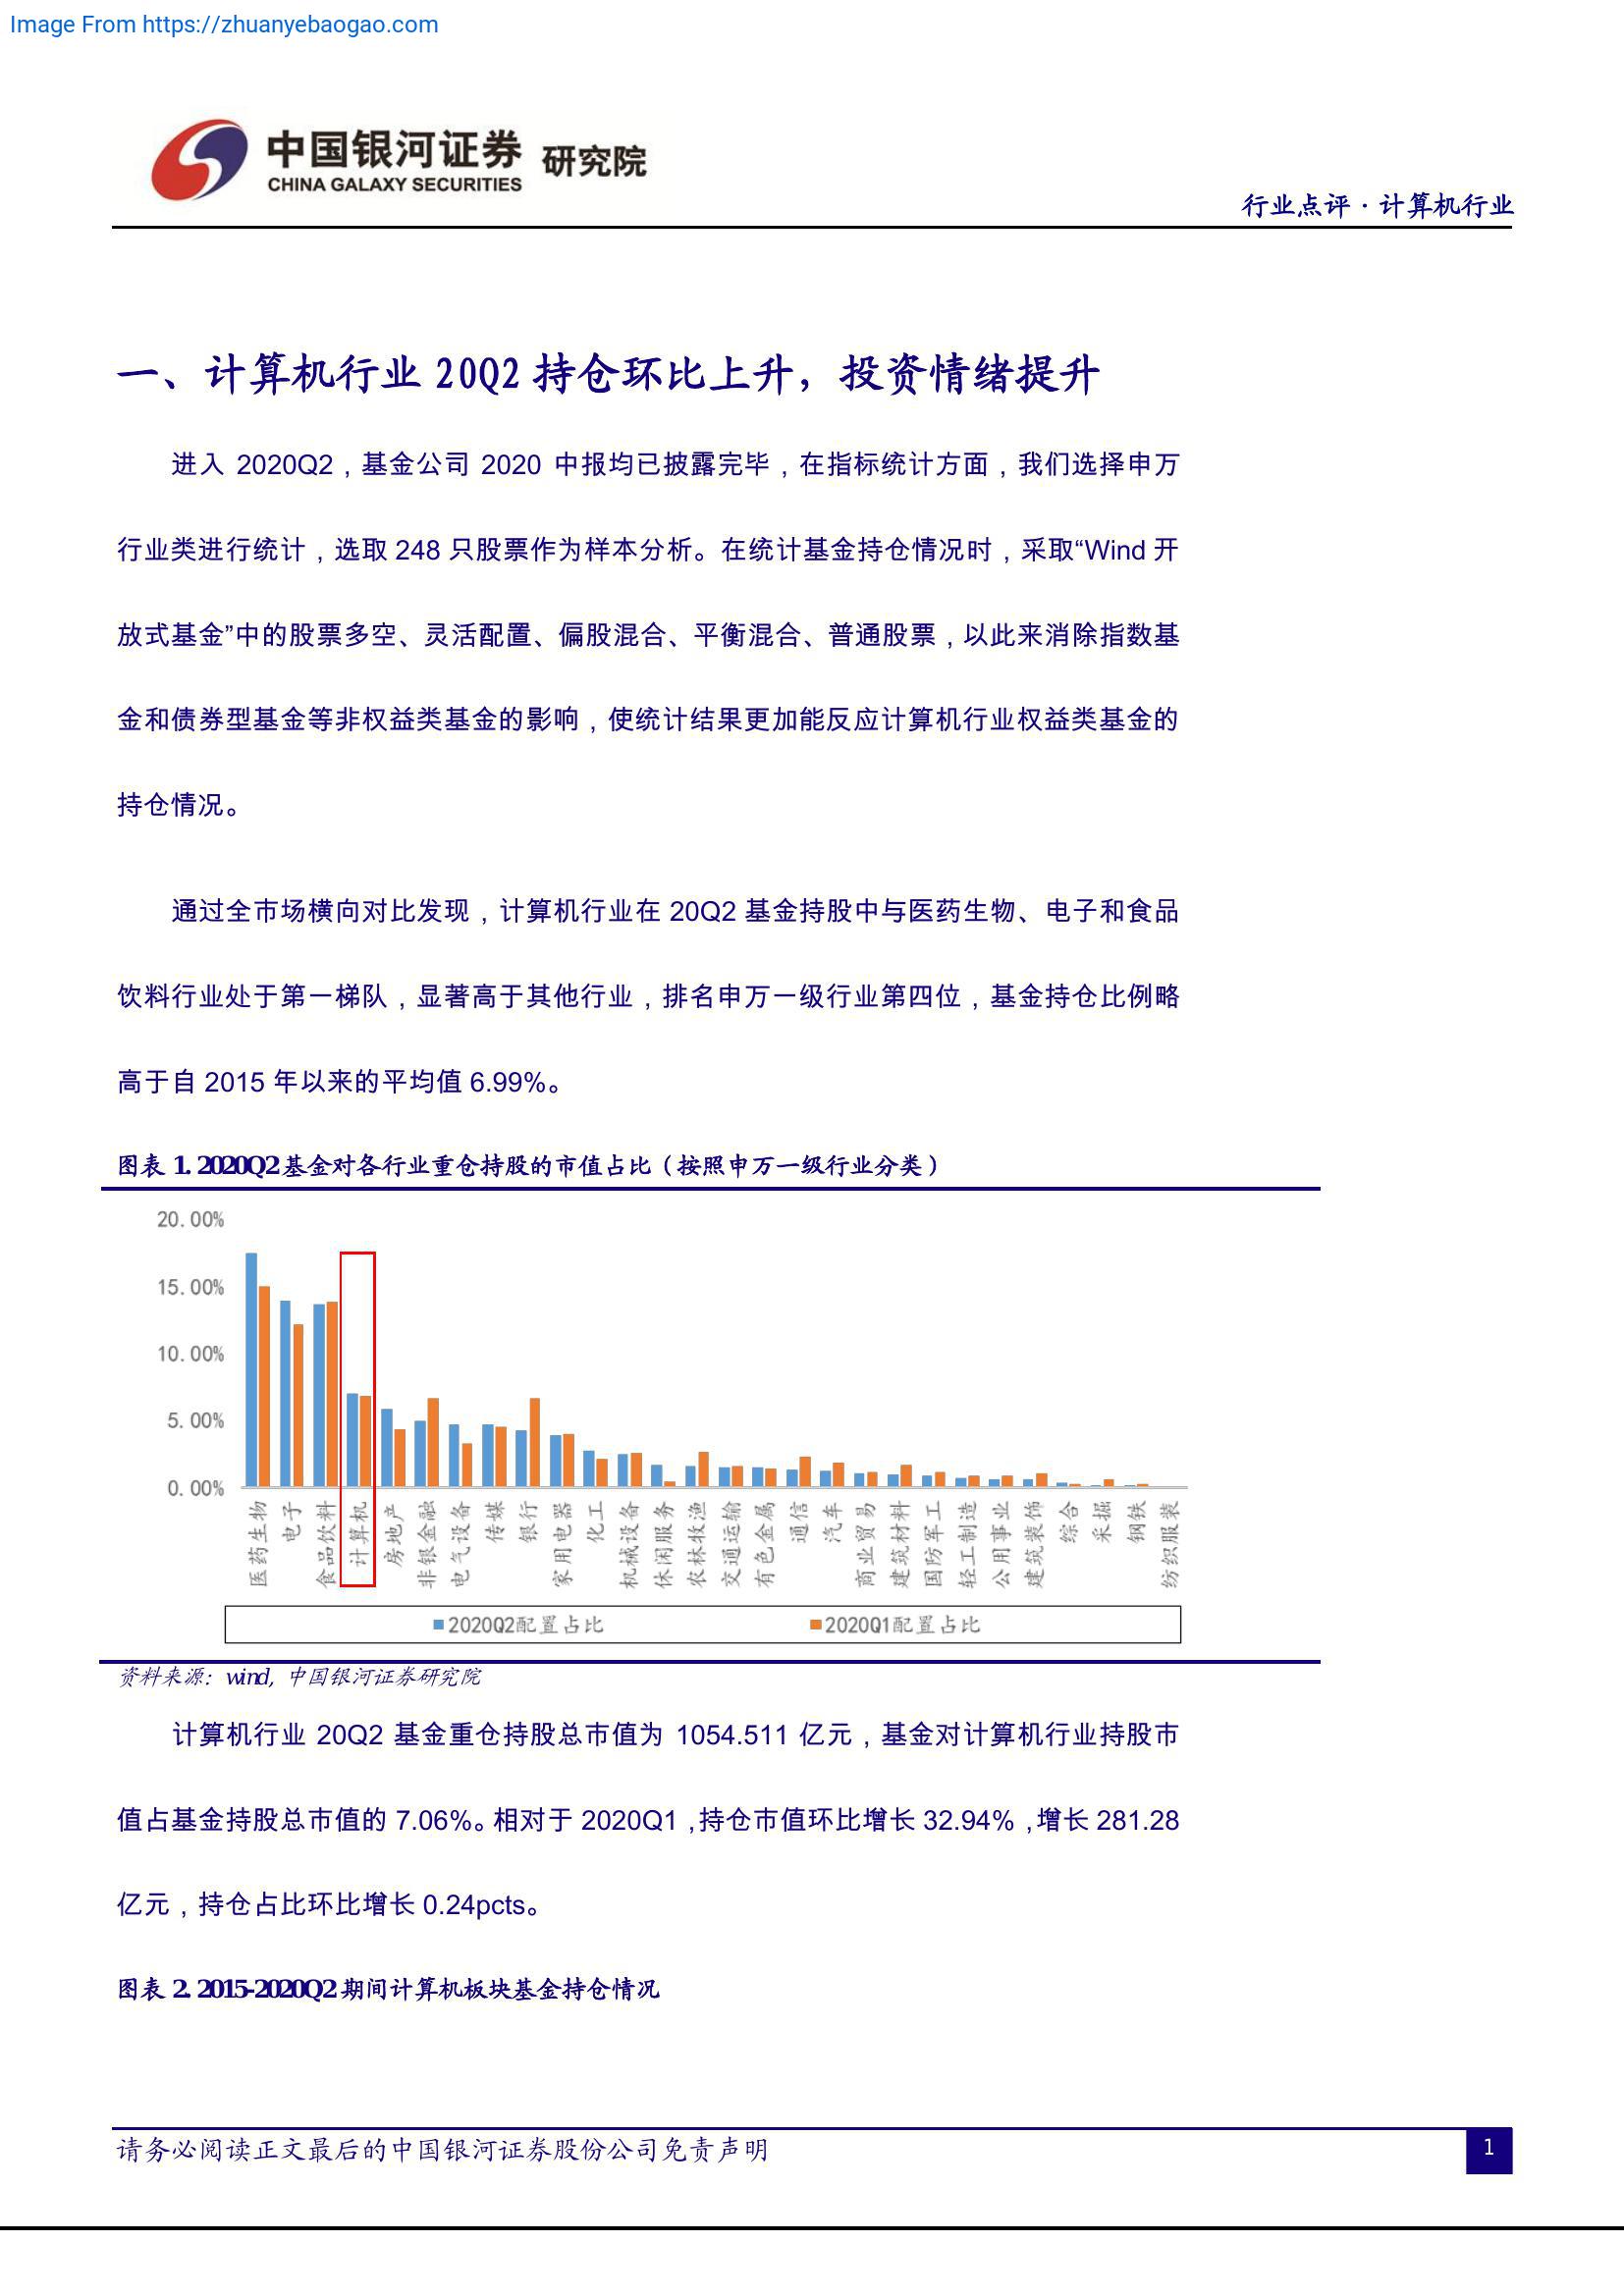 Image From https://zhuanyebaogao.com
中国银河证券 研究院
CHINA GALAXY SECURITIES
行业点评·计算机行业
一、计算机行业 20Q2 持仓环比上升，投资情绪提升
进入 2020Q2，基金公司 2020 中报均已披露完毕，在指标统计方面，我们选择申万
行业类进行统计，选取 248 只股票作为样本分析。在统计基金持仓情况时，采取“Wind 开
放式基金”中的股票多空、灵活配置、偏股混合、平衡混合、普通股票，以此来消除指数基
金和债券型基金等非权益类基金的影响，使统计结果更加能反应计算机行业权益类基金的
持仓情况。
通过全市场横向对比发现，计算机行业在 20Q2 基金持股中与医药生物、电子和食品
饮料行业处于第一梯队，显著高于其他行业，排名申万一级行业第四位，基金持仓比例略
高于自 2015 年以来的平均值 6.99%。
图表 1. 2020Q2 基金对各行业重仓持股的市值占比（按照申万一级行业分类）
20.00%
15.00%
10.00%
5.00%
0.00%
医药生物
电子
食品饮料
计算机
房地产
非银金融
电气设备
传媒
银行
家用电器
化工
机械设备
休闲服务
农林牧渔
交通运输
有色金属
通信
汽车
商业贸易
建筑材料
国防军工
轻工制造
公用事业
建筑装饰
综合
采掘
钢铁
纺织服装
2020Q2配置占比 2020Q1配置占比
资料来源：wind, 中国银河证券研究院
计算机行业 20Q2 基金重仓持股总市值为 1054.511 亿元，基金对计算机行业持股市
值占基金持股总市值的 7.06%。相对于 2020Q1，持仓市值环比增长 32.94%，增长 281.28
亿元，持仓占比环比增长 0.24pcts。
图表 2. 2015-2020Q2 期间计算机板块基金持仓情况
请务必阅读正文最后的中国银河证券股份公司免责声明
1